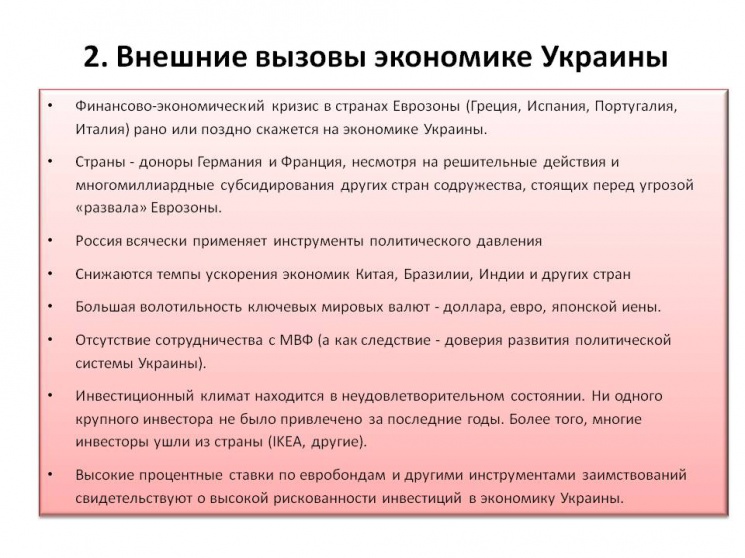 2. Внешние вызовы экономике Украины
• Финансово-экономический кризис в странах Еврозоны (Греция, Испания, Португалия,
Италия) рано или поздно скажется на экономике Украины.
• Страны - доноры Германия и Франция, несмотря на решительные действия и
многомиллиардные субсидирования других стран содружества, стоящих перед угрозой
«развала» Еврозоны.
• Россия всячески применяет инструменты политического давления
• Снижаются темпы ускорения экономик Китая, Бразилии, Индии и других стран
• Большая волотильность ключевых мировых валют - доллара, евро, японской иены.
• Отсутствие сотрудничества с МВФ (а как следствие - доверия развития политической
системы Украины).
• Инвестиционный климат находится в неудовлетворительном состоянии. Ни одного
крупного инвестора не было привлечено за последние годы. Более того, многие
инвесторы ушли из страны (IKEA, другие).
• Высокие процентные ставки по евробондам и другими инструментами заимствований
свидетельствуют о высокой рискованности инвестиций в экономику Украины.